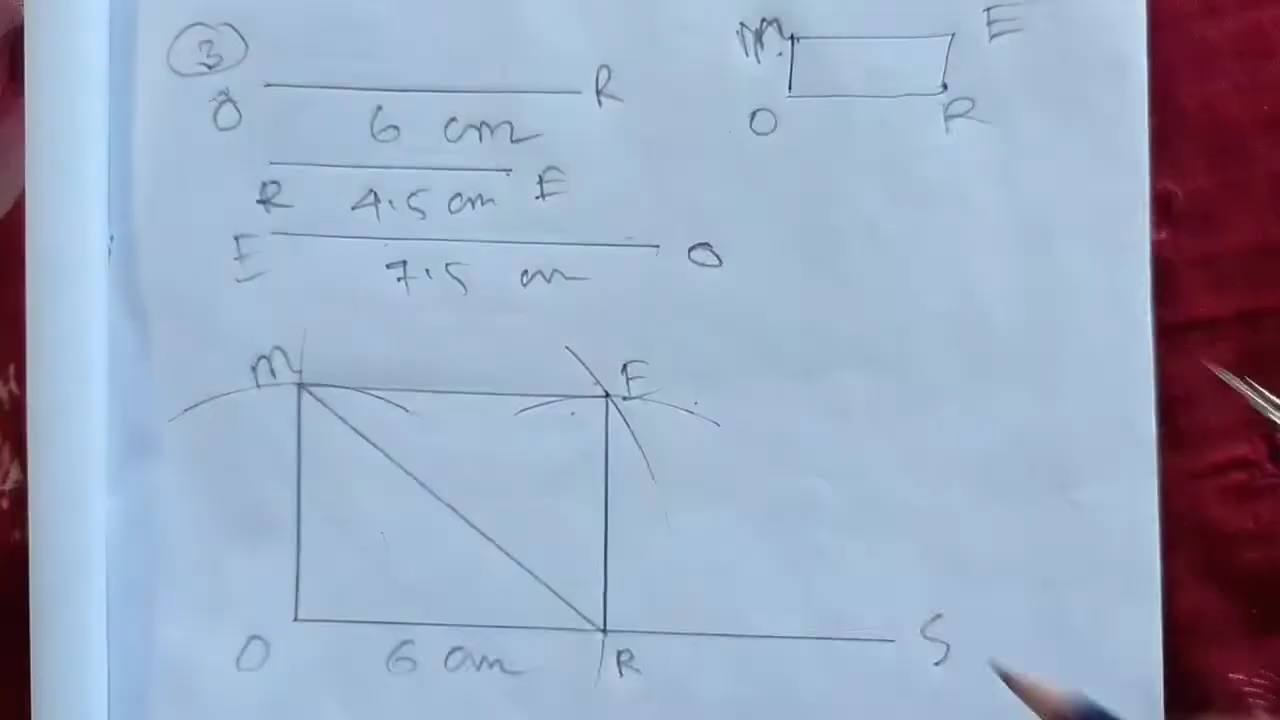 3
O R
6 cm
R 4.5 cm E
E O
7.5 cm
M E
O R
M E
O 6 cm R S